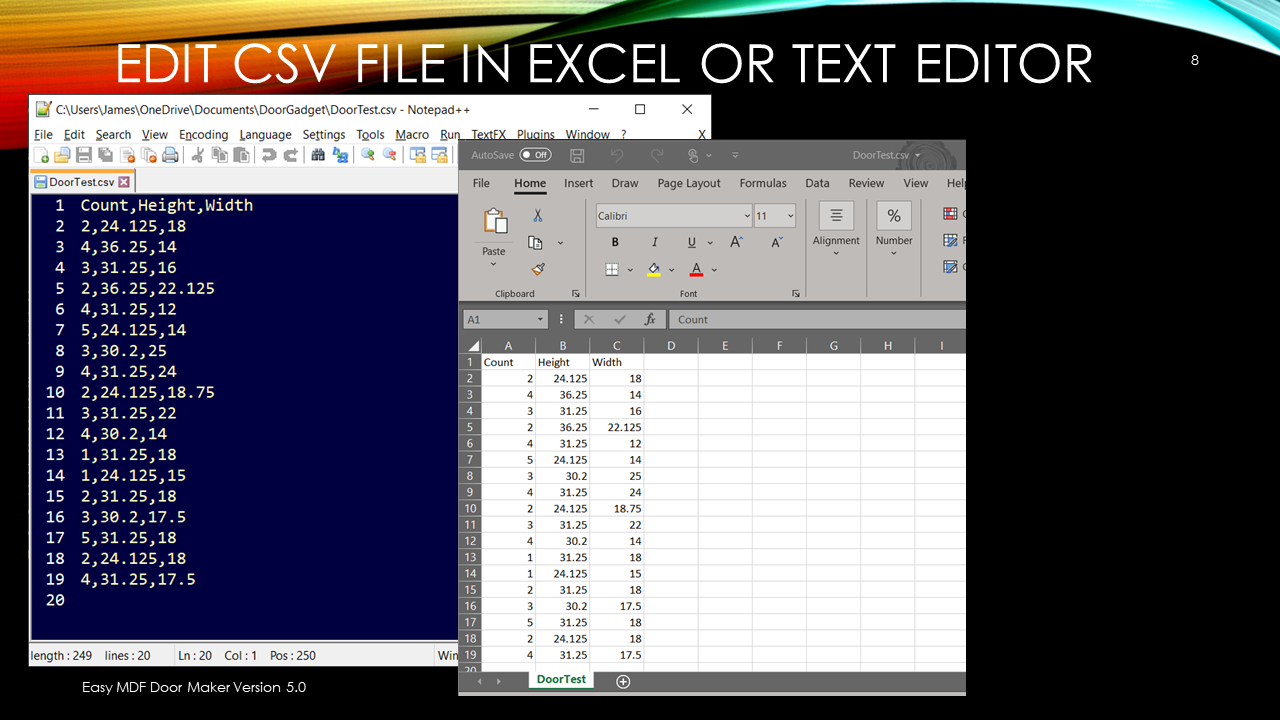 EDIT CSV FILE IN EXCEL OR TEXT EDITOR
8
C:\Users\James\OneDrive\Documents\DoorGadget\DoorTest.csv - Notepad++
File Edit Search View Encoding Language Settings Tools Macro Run TextFX Plugins Window ? X
DoorTest.csv
1 Count,Height,Width
2 2,24.125,18
3 4,36.25,14
4 3,31.25,16
5 2,36.25,22.125
6 4,31.25,12
7 5,24.125,14
8 3,30.2,25
9 4,31.25,24
10 2,24.125,18.75
11 3,31.25,22
12 4,30.2,14
13 1,31.25,18
14 1,24.125,15
15 2,31.25,18
16 3,30.2,17.5
17 5,31.25,18
18 2,24.125,18
19 4,31.25,17.5
20
length : 249 lines : 20 Ln : 20 Col : 1 Pos : 250
AutoSave Off DoorTest.csv
File Home Insert Draw Page Layout Formulas Data Review View
Calibri 11
B I U A A % 
Paste Alignment Number
A
Clipboard Font
A1 fx Count
A B C D E F G H I
1 Count Height Width
2 2 24.125 18
3 4 36.25 14
4 3 31.25 16
5 2 36.25 22.125
6 4 31.25 12
7 5 24.125 14
8 3 30.2 25
9 4 31.25 24
10 2 24.125 18.75
11 3 31.25 22
12 4 30.2 14
13 1 31.25 18
14 1 24.125 15
15 2 31.25 18
16 3 30.2 17.5
17 5 31.25 18
18 2 24.125 18
19 4 31.25 17.5
20
DoorTest
Easy MDF Door Maker Version 5.0